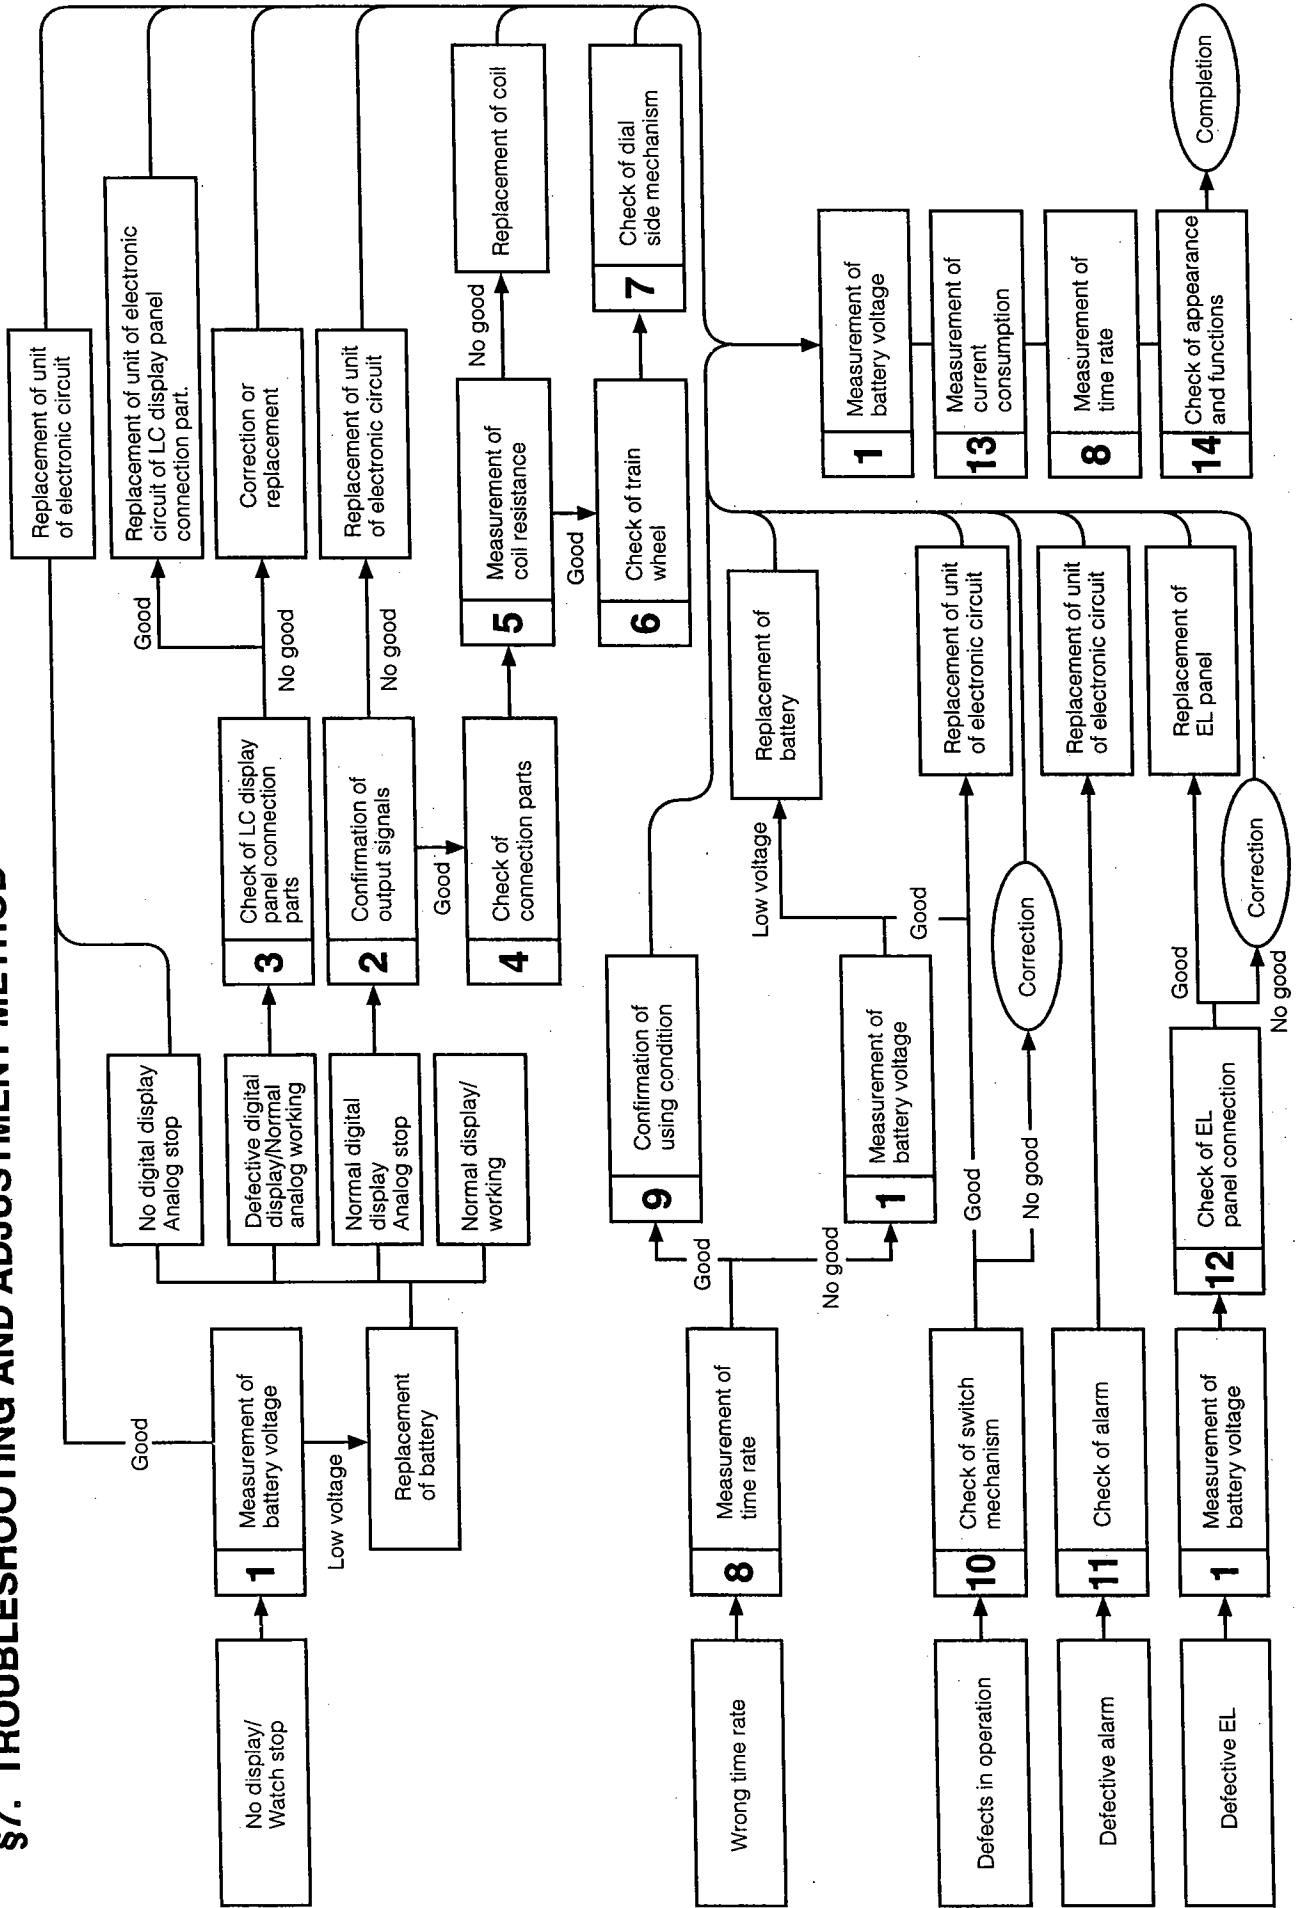 §7. TROUBLESHOOTING AND ADJUSTMENT METHOD
No display/
Watch stop
1
Measurement of
battery voltage
Good
Low voltage
Replacement
of battery
No digital display
Analog stop
Defective digital
display/Normal
analog working
Normal digital
display
Analog stop
Normal display/
working
3
Check of LC display
panel connection
parts
2
Confirmation of
output signals
Good
4
Check of
connection parts
Good
No good
No good
Replacement of unit
of electronic circuit
Replacement of unit of electronic
circuit of LC display panel
connection part.
Correction or
replacement
Replacement of unit
of electronic circuit
5
Measurement of
coil resistance
No good
Replacement of coil
Good
6
Check of train
wheel
7
Check of dial
side mechanism
Wrong time rate
8
Measurement of
time rate
Good
No good
9
Confirmation of
using condition
1
Measurement of
battery voltage
Low voltage
Good
Replacement of
battery
Defects in operation
10
Check of switch
mechanism
Good
No good
Correction
Replacement of unit
of electronic circuit
Defective alarm
11
Check of alarm
Replacement of unit
of electronic circuit
Defective EL
1
Measurement of
battery voltage
12
Check of EL
panel connection
Good
No good
Correction
Replacement of
EL panel
1
Measurement of
battery voltage
13
Measurement of
current
consumption
8
Measurement of
time rate
14
Check of appearance
and functions
Completion